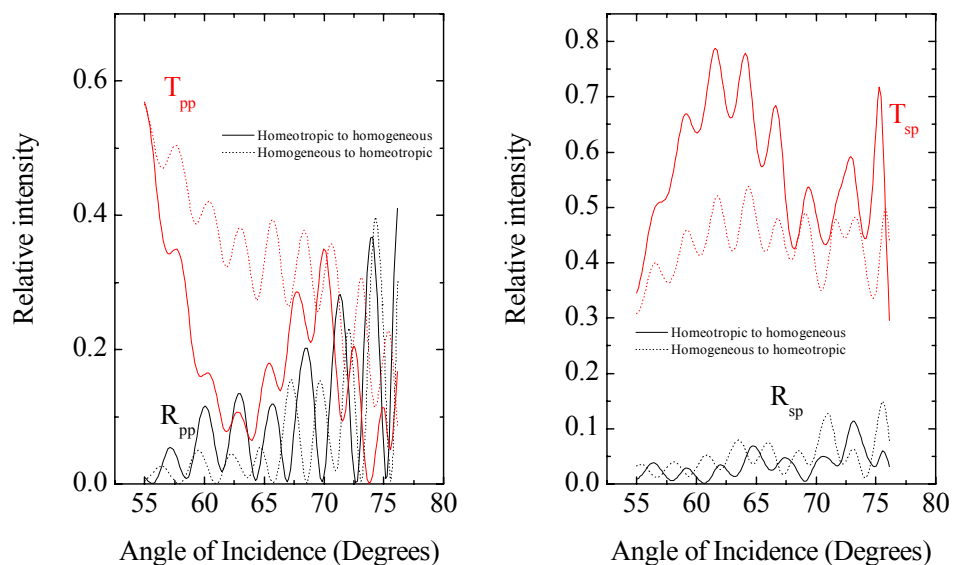 0.6
0.4
0.2
0.0
Relative intensity
T_pp
Homeotropic to homogeneous
Homogeneous to homeotropic
R_pp
55 60 65 70 75 80
Angle of Incidence (Degrees)
0.8
0.7
0.6
0.5
0.4
0.3
0.2
0.1
0.0
Relative intensity
T_sp
Homeotropic to homogeneous
Homogeneous to homeotropic
R_sp
55 60 65 70 75 80
Angle of Incidence (Degrees)